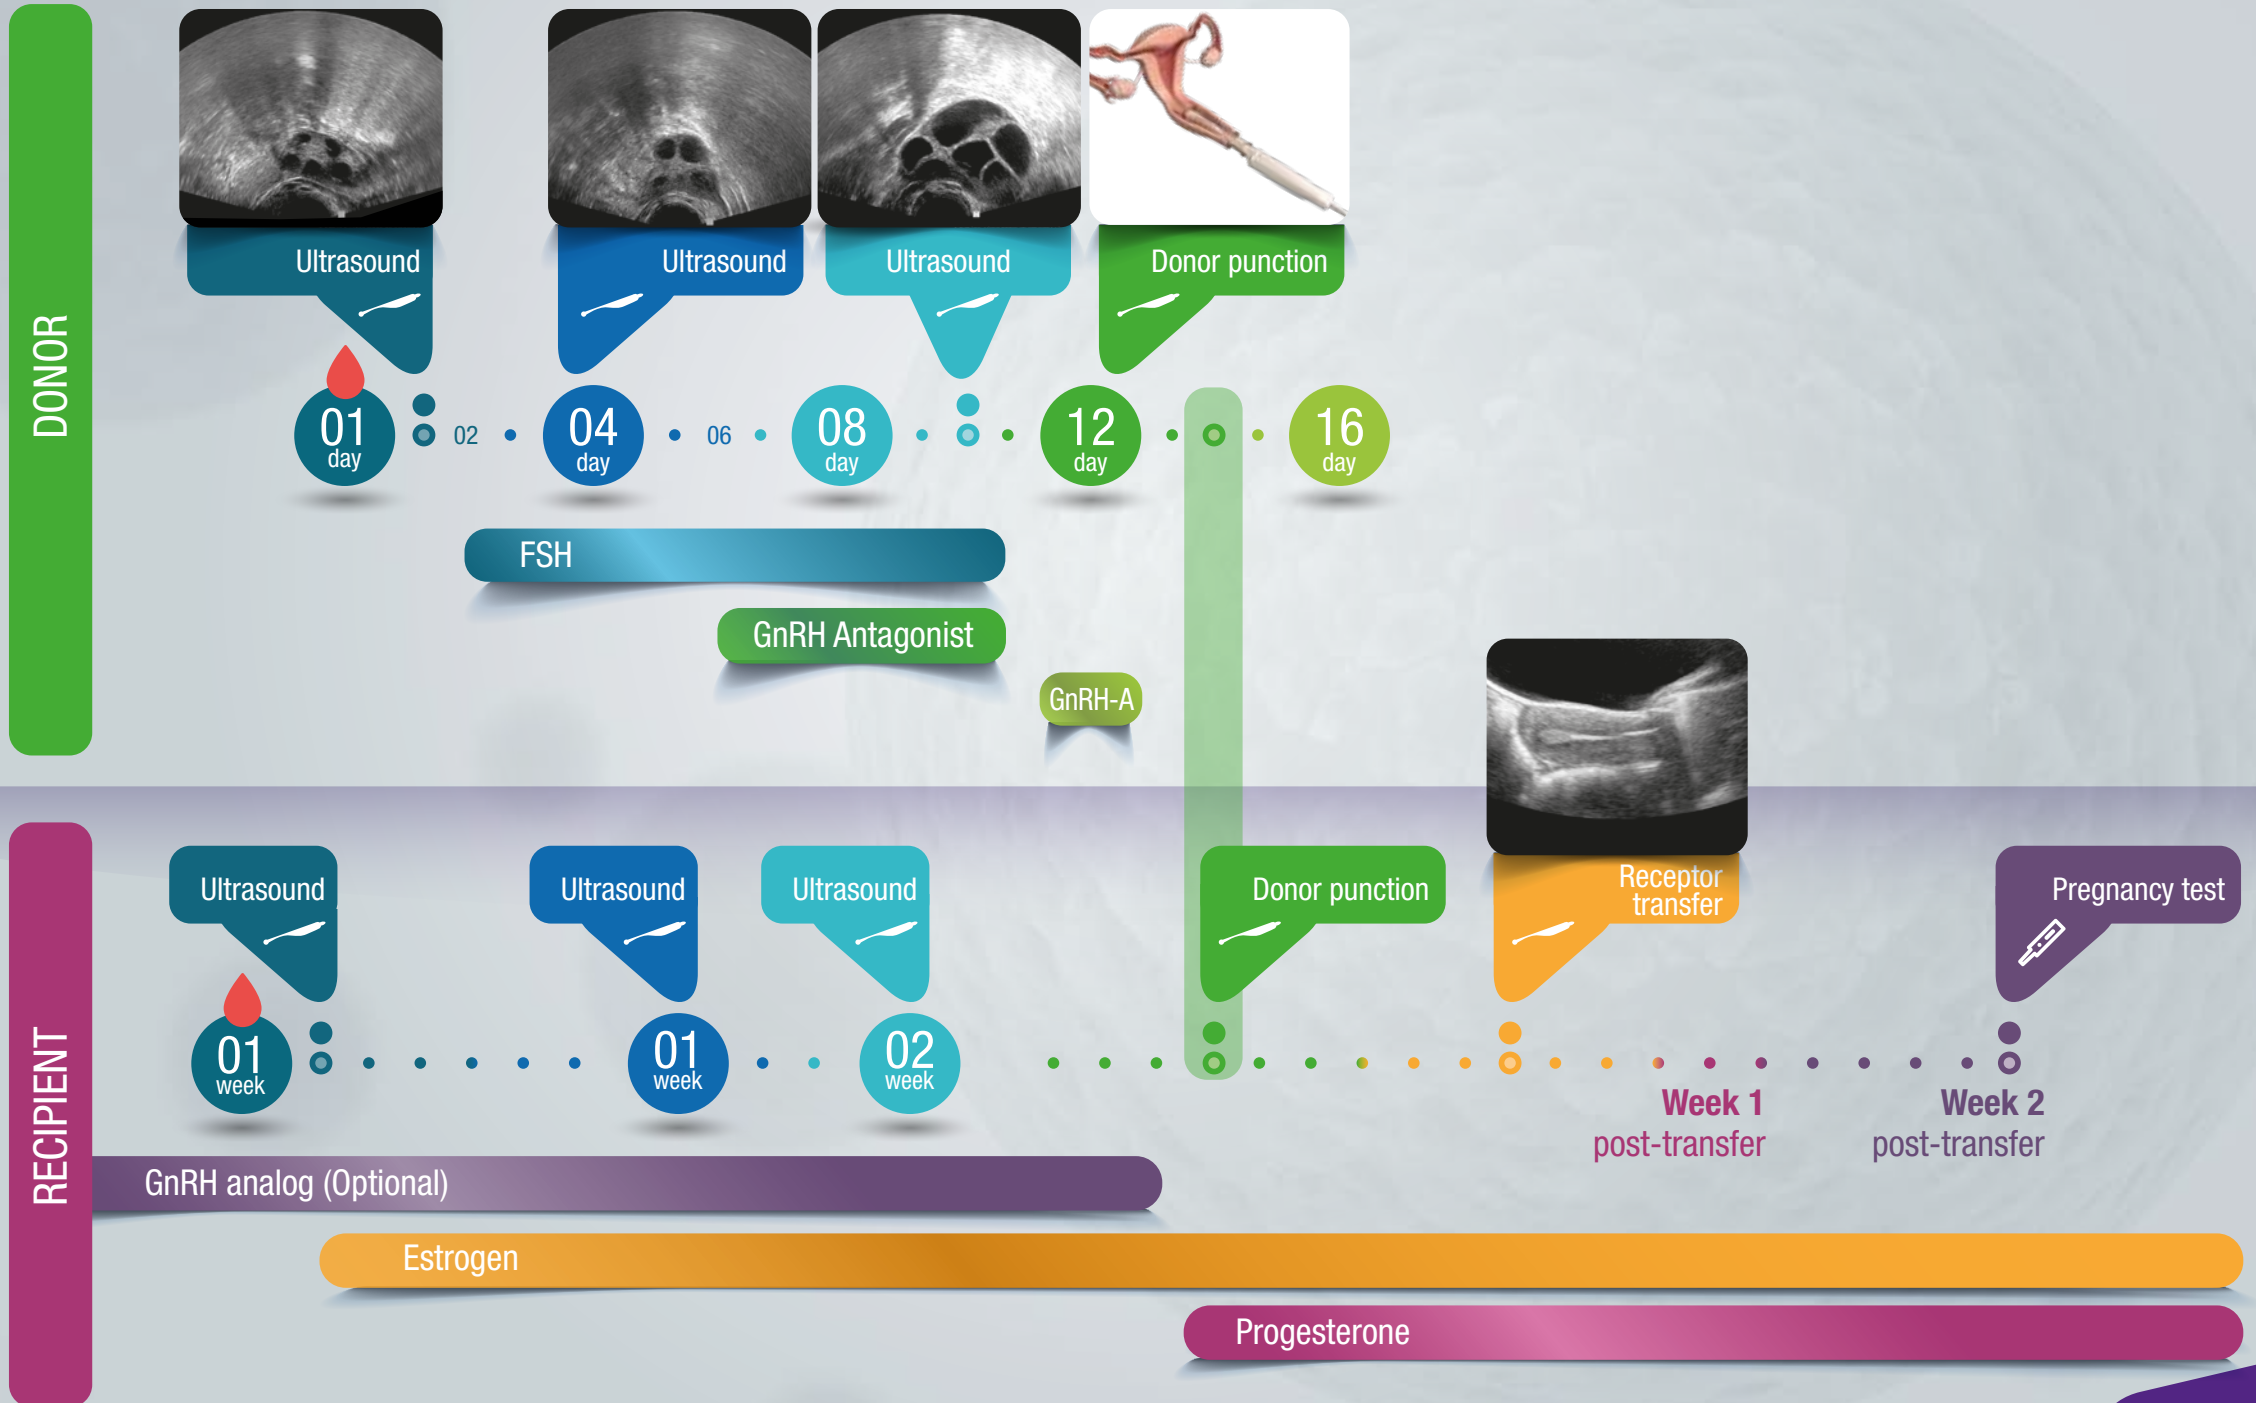 DONOR
Ultrasound
Ultrasound
Ultrasound
Donor punction
01
day
02
04
day
06
08
day
12
day
16
day
FSH
GnRH Antagonist
GnRH-A
RECIPIENT
Ultrasound
Ultrasound
Ultrasound
Donor punction
Receptor
transfer
Pregnancy test
01
week
01
week
02
week
Week 1
post-transfer
Week 2
post-transfer
GnRH analog (Optional)
Estrogen
Progesterone